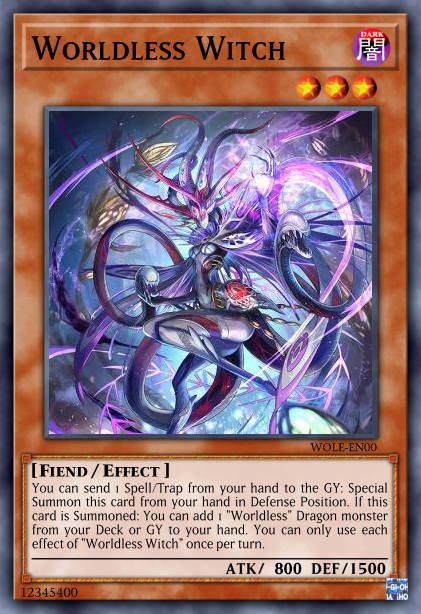 Worldless Witch
DARK
闇
WOLE-EN00
[Fiend / Effect ]
You can send 1 Spell/Trap from your hand to the GY: Special
Summon this card from your hand in Defense Position. If this
card is Summoned: You can add 1 "Worldless" Dragon monster
from your Deck or GY to your hand. You can only use each
effect of "Worldless Witch" once per turn.
ATK/ 800 DEF/1500
12345400